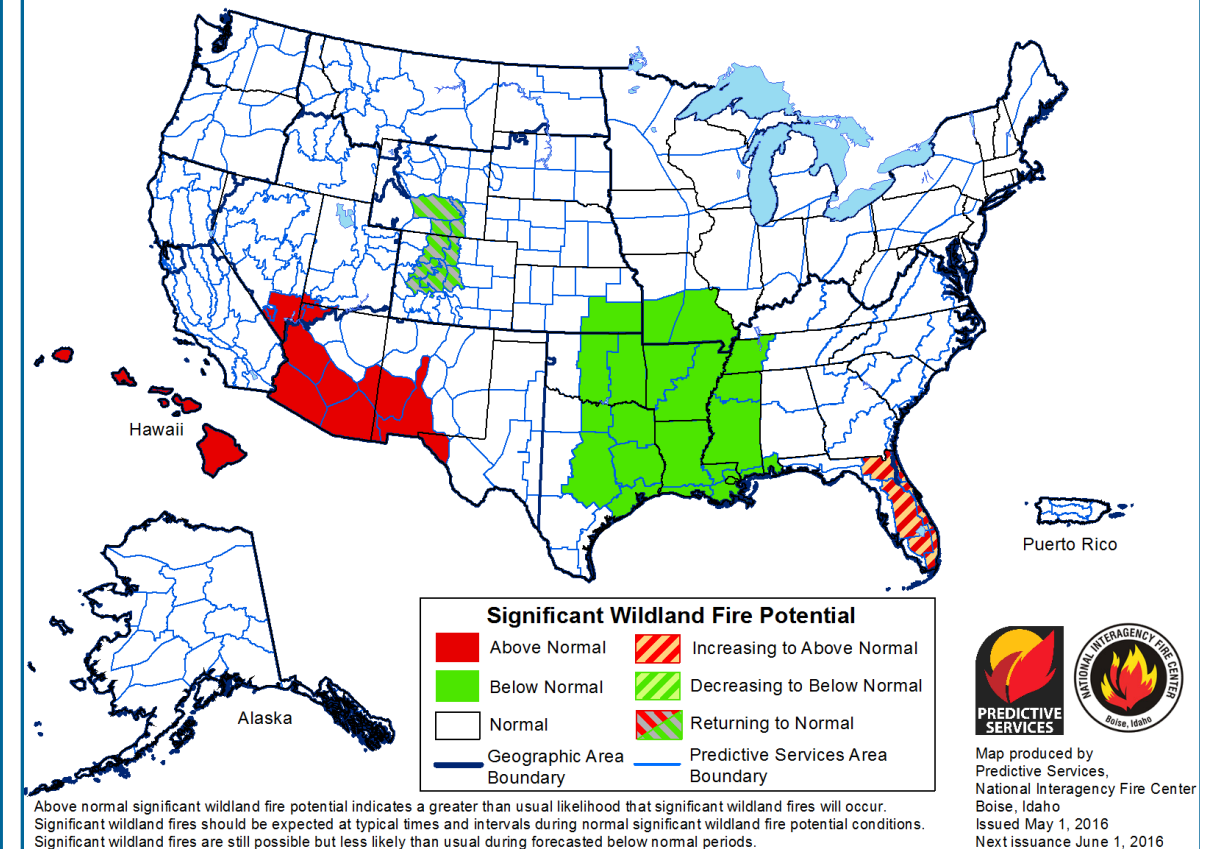 Hawaii
Puerto Rico
Alaska
Significant Wildland Fire Potential
Above Normal
Increasing to Above Normal
Below Normal
Decreasing to Below Normal
Normal
Returning to Normal
Geographic Area
Boundary
Predictive Services Area
Boundary
PREDICTIVE
SERVICES
NATIONAL INTERAGENCY FIRE CENTER
Boise, Idaho
Map produced by
Predictive Services,
National Interagency Fire Center
Boise, Idaho
Issued May 1, 2016
Next issuance June 1, 2016
Above normal significant wildland fire potential indicates a greater than usual likelihood that significant wildland fires will occur.
Significant wildland fires should be expected at typical times and intervals during normal significant wildland fire potential conditions.
Significant wildland fires are still possible but less likely than usual during forecasted below normal periods.